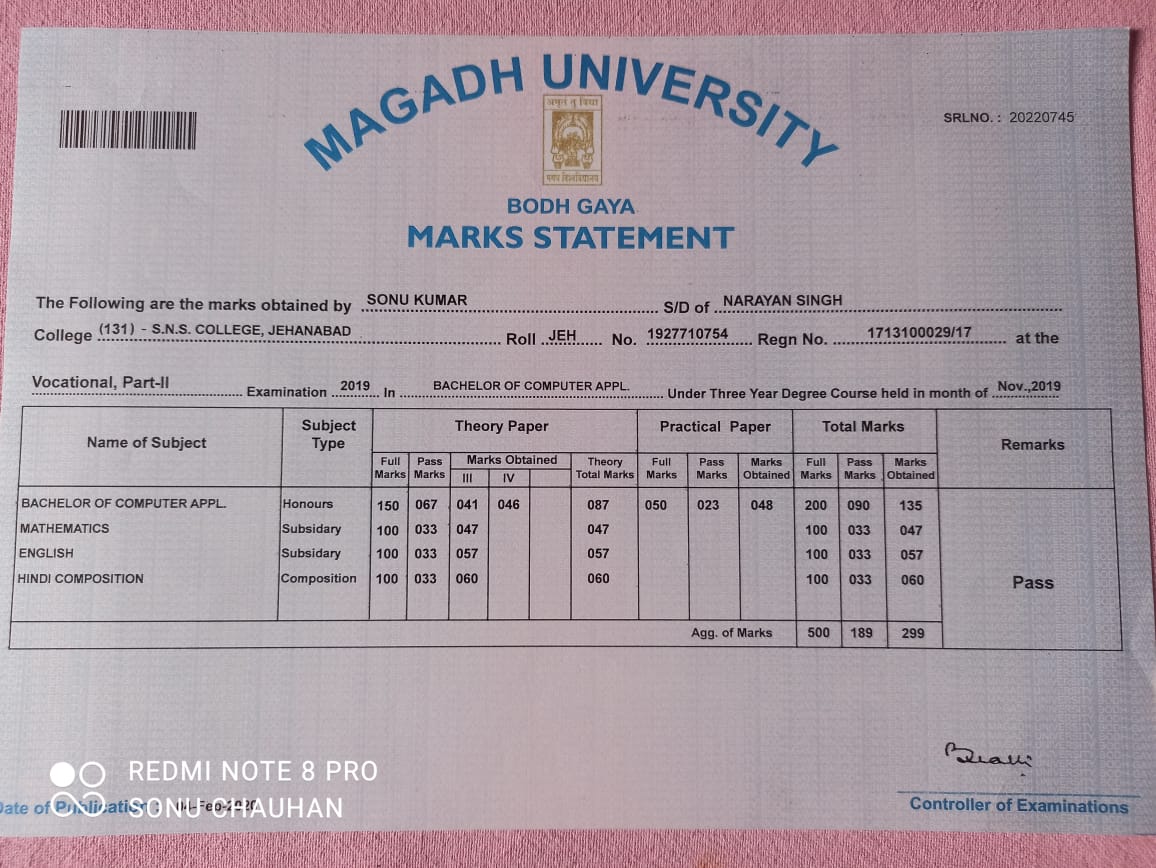 MAGADH UNIVERSITY
अमृतं तु विद्या
मगध विश्वविद्यालय
SRLNO. : 20220745
BODH GAYA
MARKS STATEMENT
The Following are the marks obtained by SONU KUMAR S/D of NARAYAN SINGH
College (131) - S.N.S. COLLEGE, JEHANABAD Roll JEH No. 1927710754 Regn No. 1713100029/17 at the
Vocational, Part-II Examination 2019 In BACHELOR OF COMPUTER APPL. Under Three Year Degree Course held in month of Nov.,2019
Name of Subject Subject Type Theory Paper Practical Paper Total Marks Remarks
Full Marks Pass Marks Marks Obtained Theory Total Marks Full Marks Pass Marks Marks Obtained Full Marks Pass Marks Marks Obtained
III IV
BACHELOR OF COMPUTER APPL. Honours 150 067 041 046 087 050 023 048 200 090 135
MATHEMATICS Subsidary 100 033 047 047 100 033 047
ENGLISH Subsidary 100 033 057 057 100 033 057
HINDI COMPOSITION Composition 100 033 060 060 100 033 060
Pass
Agg. of Marks 500 189 299
REDMI NOTE 8 PRO
SONU CHAUHAN
Date of Publication : -Feb-2020
Controller of Examinations